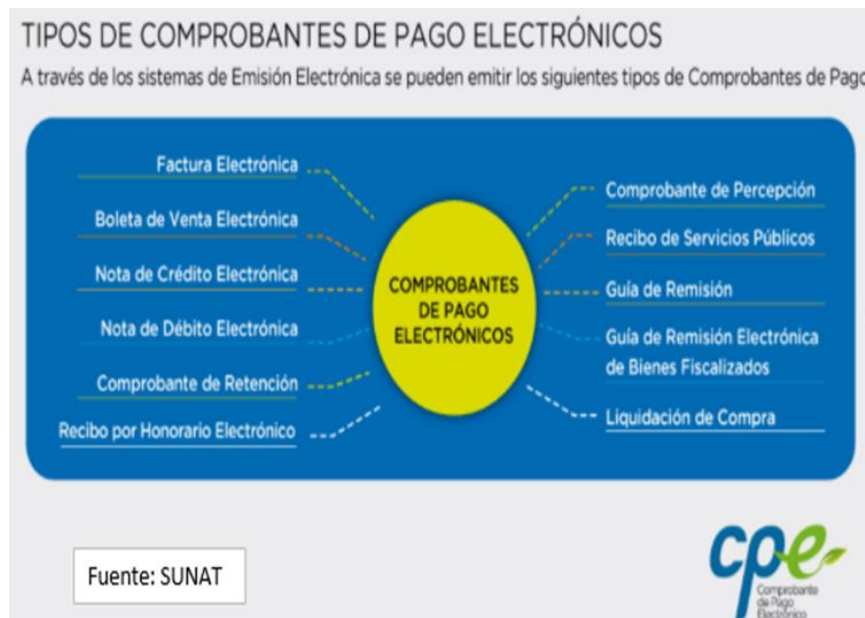 TIPOS DE COMPROBANTES DE PAGO ELECTRÓNICOS
A través de los sistemas de Emisión Electrónica se pueden emitir los siguientes tipos de Comprobantes de Pago
Factura Electrónica
Boleta de Venta Electrónica
Nota de Crédito Electrónica
Nota de Débito Electrónica
Comprobante de Retención
Recibo por Honorario Electrónico
COMPROBANTES
DE PAGO
ELECTRÓNICOS
Comprobante de Percepción
Recibo de Servicios Públicos
Guía de Remisión
Guía de Remisión Electrónica
de Bienes Fiscalizados
Liquidación de Compra
Fuente: SUNAT
cpe
Comprobante
de Pago
Electrónico